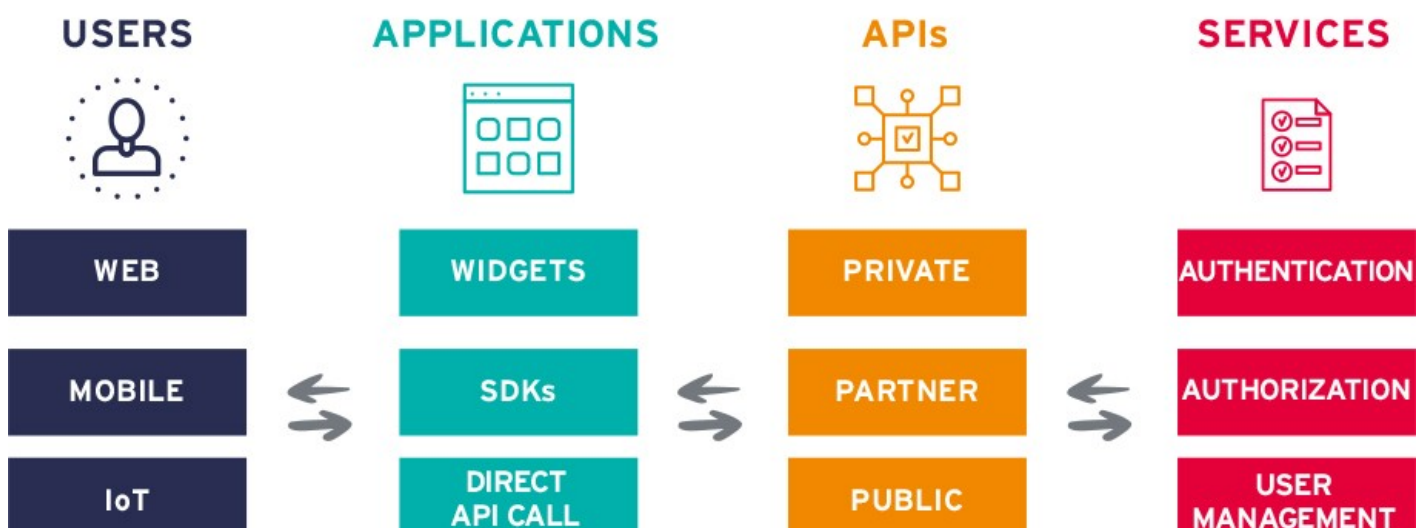 USERS
APPLICATIONS
APIs
SERVICES
WEB
WIDGETS
PRIVATE
AUTHENTICATION
MOBILE
SDKs
PARTNER
AUTHORIZATION
IoT
DIRECT
API CALL
PUBLIC
USER
MANAGEMENT